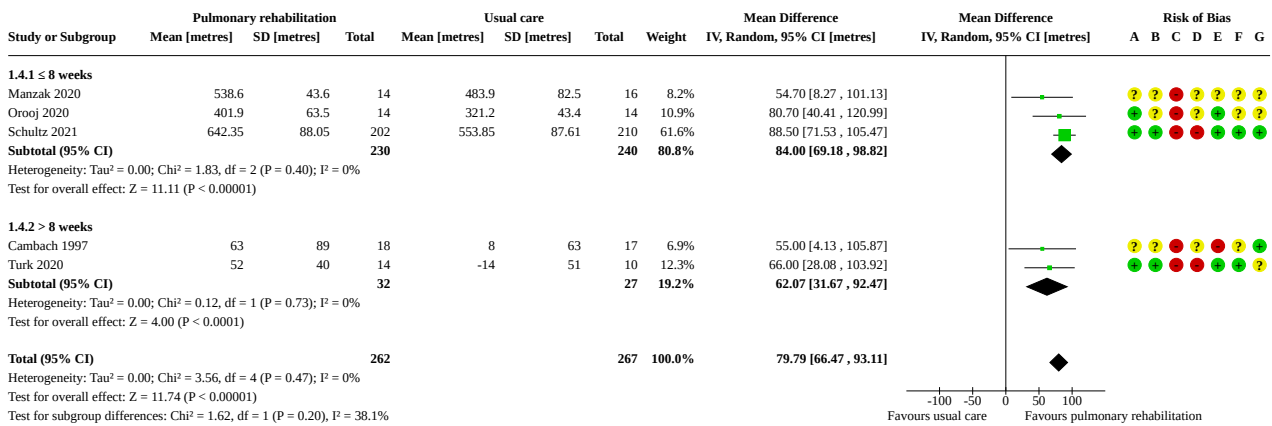 Pulmonary rehabilitation Usual care Mean Difference Mean Difference Risk of Bias
Study or Subgroup Mean [metres] SD [metres] Total Mean [metres] SD [metres] Total Weight IV, Random, 95% CI [metres] IV, Random, 95% CI [metres] A B C D E F G
1.4.1 ≤ 8 weeks
Manzak 2020 538.6 43.6 14 483.9 82.5 16 8.2% 54.70 [8.27 , 101.13] ? ? - ? ? ? ?
Orooj 2020 401.9 63.5 14 321.2 43.4 14 10.9% 80.70 [40.41 , 120.99] + ? - ? + ? ?
Schultz 2021 642.35 88.05 202 553.85 87.61 210 61.6% 88.50 [71.53 , 105.47] + + - - + + +
Subtotal (95% CI) 230 240 80.8% 84.00 [69.18 , 98.82]
Heterogeneity: Tau² = 0.00; Chi² = 1.83, df = 2 (P = 0.40); I² = 0%
Test for overall effect: Z = 11.11 (P < 0.00001)
1.4.2 > 8 weeks
Cambach 1997 63 89 18 8 63 17 6.9% 55.00 [4.13 , 105.87] ? ? - ? - ? +
Turk 2020 52 40 14 -14 51 10 12.3% 66.00 [28.08 , 103.92] + + - - + + ?
Subtotal (95% CI) 32 27 19.2% 62.07 [31.67 , 92.47]
Heterogeneity: Tau² = 0.00; Chi² = 0.12, df = 1 (P = 0.73); I² = 0%
Test for overall effect: Z = 4.00 (P < 0.0001)
Total (95% CI) 262 267 100.0% 79.79 [66.47 , 93.11]
Heterogeneity: Tau² = 0.00; Chi² = 3.56, df = 4 (P = 0.47); I² = 0%
Test for overall effect: Z = 11.74 (P < 0.00001)
Test for subgroup differences: Chi² = 1.62, df = 1 (P = 0.20), I² = 38.1%
-100 -50 0 50 100
Favours usual care Favours pulmonary rehabilitation